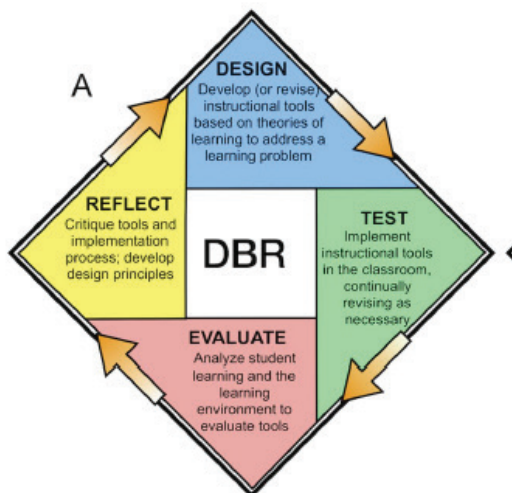 A
DESIGN
Develop (or revise)
instructional tools
based on theories of
learning to address a
learning problem
REFLECT
Critique tools and
implementation
process; develop
design principles
DBR
TEST
Implement
instructional tools
in the classroom,
continually
revising as
necessary
EVALUATE
Analyze student
learning and the
learning
environment to
evaluate tools